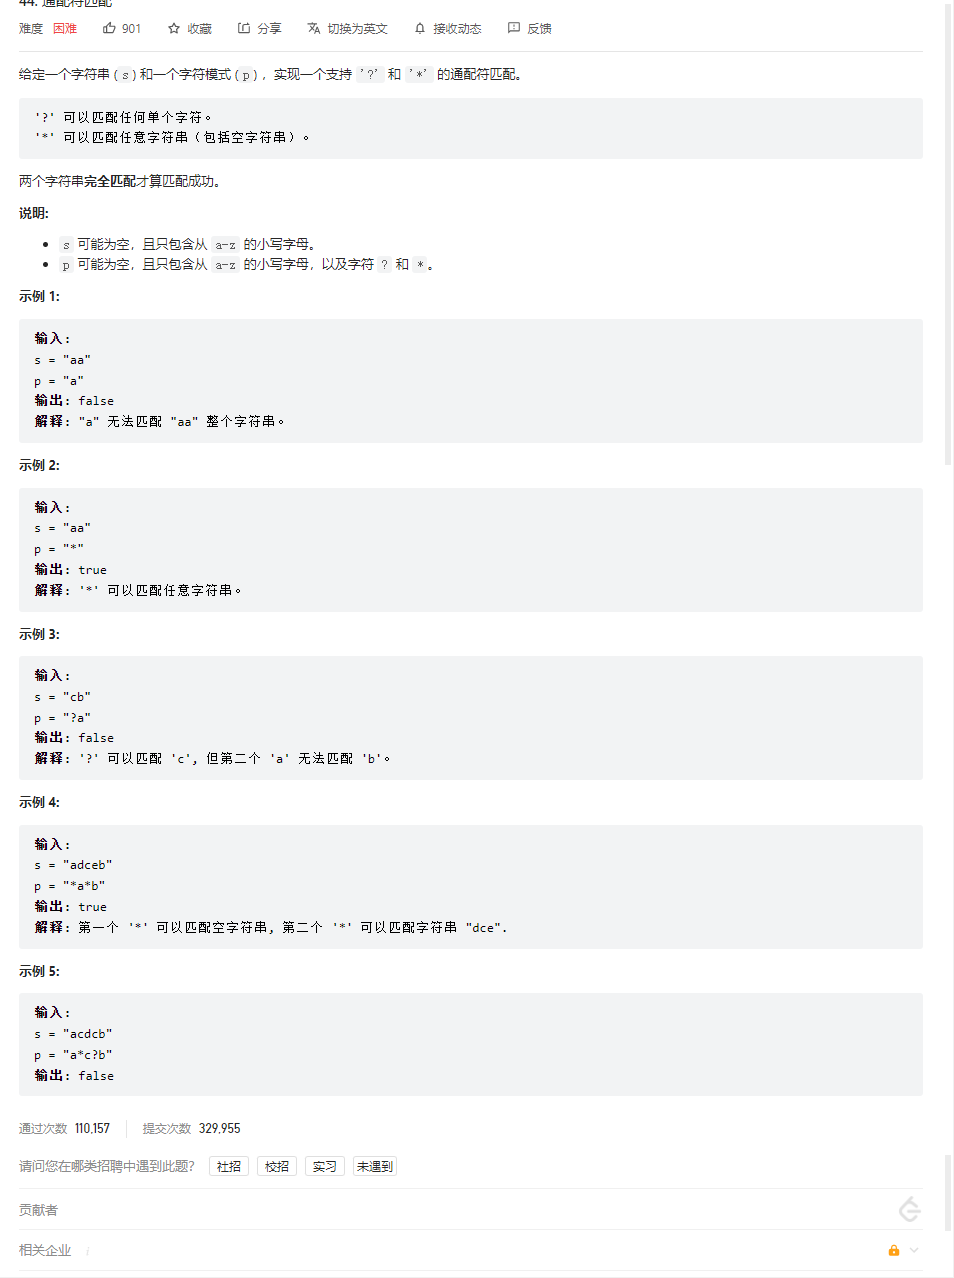 44. 通配符匹配
难度 困难 901 收藏 分享 切换为英文 接收动态 反馈
给定一个字符串 (s) 和一个字符模式 (p) ，实现一个支持 '?' 和 '*' 的通配符匹配。
'?' 可以匹配任何单个字符。
'*' 可以匹配任意字符串（包括空字符串）。
两个字符串完全匹配才算匹配成功。
说明:
s 可能为空，且只包含从 a-z 的小写字母。
p 可能为空，且只包含从 a-z 的小写字母，以及字符 ? 和 *。
示例 1:
输入:
s = "aa"
p = "a"
输出: false
解释: "a" 无法匹配 "aa" 整个字符串。
示例 2:
输入:
s = "aa"
p = "*"
输出: true
解释: '*' 可以匹配任意字符串。
示例 3:
输入:
s = "cb"
p = "?a"
输出: false
解释: '?' 可以匹配 'c', 但第二个 'a' 无法匹配 'b'。
示例 4:
输入:
s = "adceb"
p = "*a*b"
输出: true
解释: 第一个 '*' 可以匹配空字符串, 第二个 '*' 可以匹配字符串 "dce".
示例 5:
输入:
s = "acdcb"
p = "a*c?b"
输出: false
通过次数 110,157 提交次数 329,955
请问您在哪类招聘中遇到此题? 社招 校招 实习 未遇到
贡献者
相关企业 i